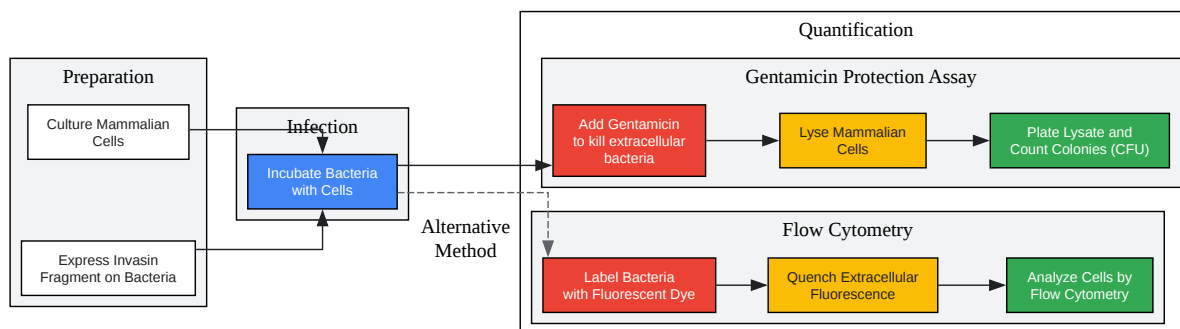 Preparation
Culture Mammalian
Cells
Express Invasin
Fragment on Bacteria
Infection
Incubate Bacteria
with Cells
Alternative
Method
Quantification
Gentamicin Protection Assay
Add Gentamicin
to kill extracellular
bacteria
Lyse Mammalian
Cells
Plate Lysate and
Count Colonies (CFU)
Flow Cytometry
Label Bacteria
with Fluorescent Dye
Quench Extracellular
Fluorescence
Analyze Cells by
Flow Cytometry